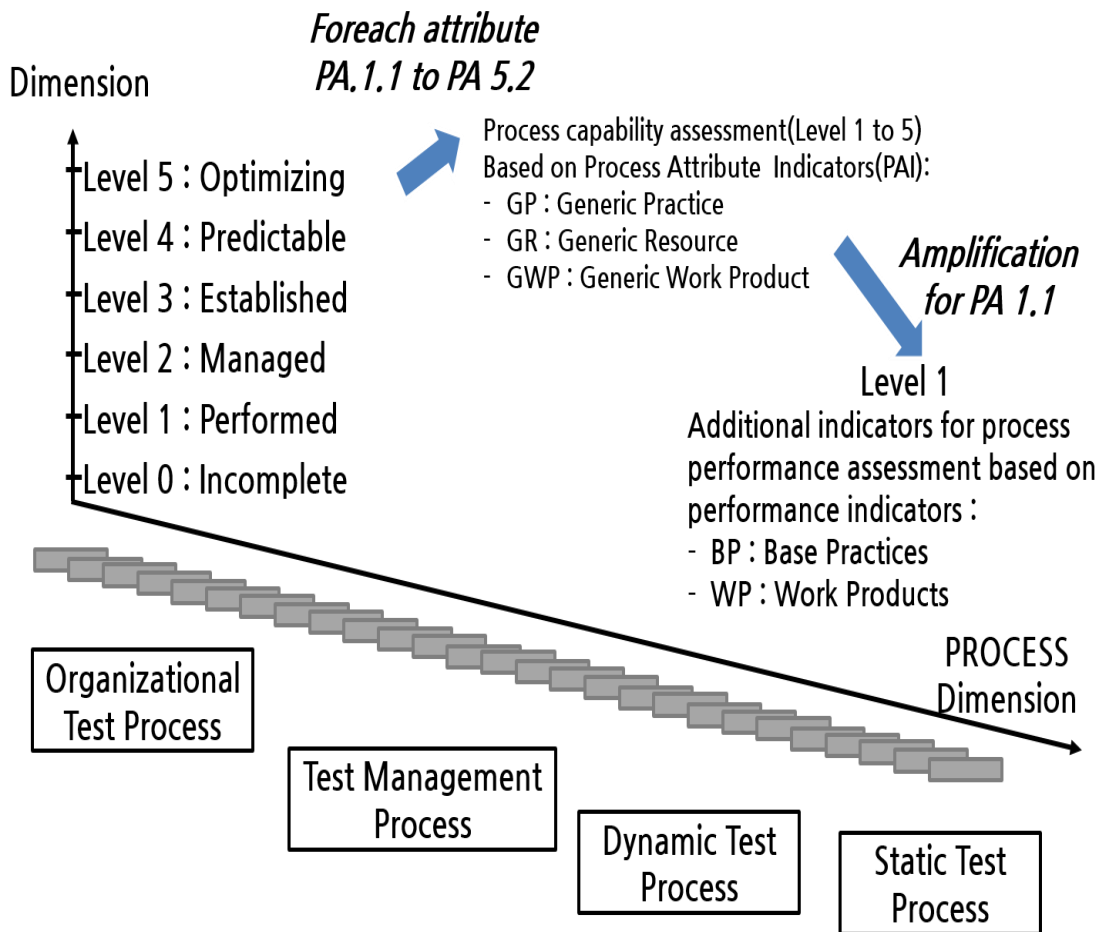 Foreach attribute
PA.1.1 to PA 5.2
Dimension
Process capability assessment(Level 1 to 5)
Based on Process Attribute Indicators(PAI):
- GP : Generic Practice
- GR : Generic Resource
- GWP : Generic Work Product
Level 5 : Optimizing
Level 4 : Predictable
Level 3 : Established
Level 2 : Managed
Level 1 : Performed
Level 0 : Incomplete
Amplification
for PA 1.1
Level 1
Additional indicators for process
performance assessment based on
performance indicators :
- BP : Base Practices
- WP : Work Products
PROCESS
Dimension
Organizational
Test Process
Test Management
Process
Dynamic Test
Process
Static Test
Process